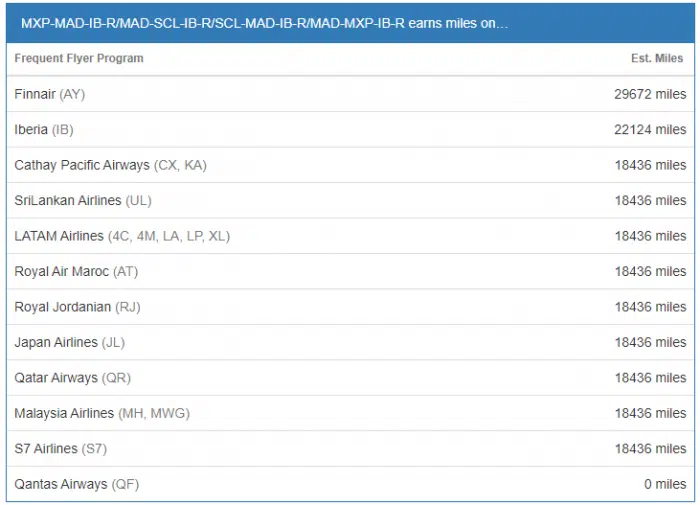 MXP-MAD-IB-R/MAD-SCL-IB-R/SCL-MAD-IB-R/MAD-MXP-IB-R earns miles on…
Frequent Flyer Program Est. Miles
Finnair (AY) 29672 miles
Iberia (IB) 22124 miles
Cathay Pacific Airways (CX, KA) 18436 miles
SriLankan Airlines (UL) 18436 miles
LATAM Airlines (4C, 4M, LA, LP, XL) 18436 miles
Royal Air Maroc (AT) 18436 miles
Royal Jordanian (RJ) 18436 miles
Japan Airlines (JL) 18436 miles
Qatar Airways (QR) 18436 miles
Malaysia Airlines (MH, MWG) 18436 miles
S7 Airlines (S7) 18436 miles
Qantas Airways (QF) 0 miles